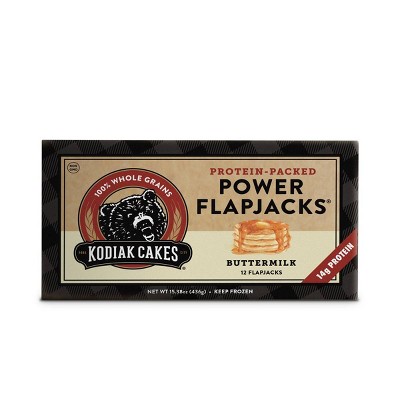 100% WHOLE GRAINS
KODIAK CAKES
PROTEIN-PACKED
POWER
FLAPJACKS®
BUTTERMILK
12 FLAPJACKS
14g PROTEIN
NET WT 15.38oz (436g) • KEEP FROZEN